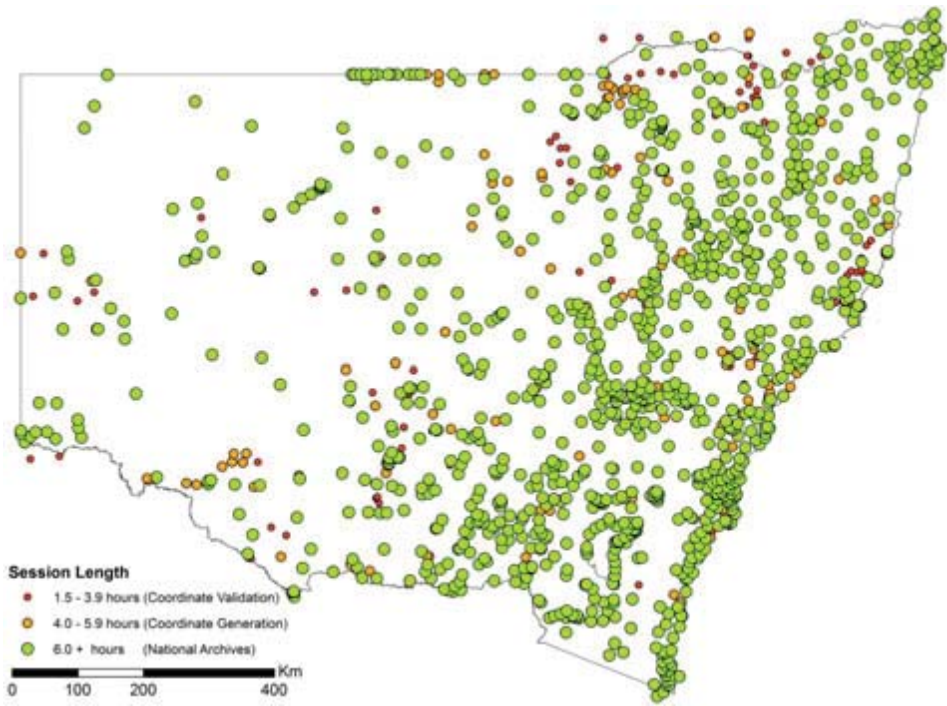 Session Length
1.5 - 3.9 hours (Coordinate Validation)
4.0 - 5.9 hours (Coordinate Generation)
6.0 + hours (National Archives)
Km
0 100 200 400